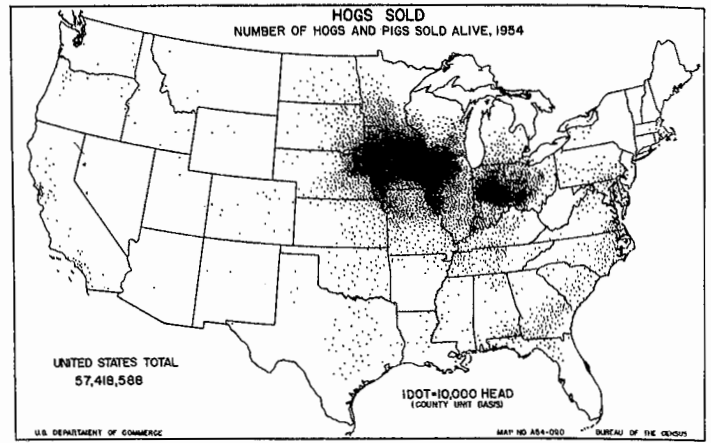 HOGS SOLD
NUMBER OF HOGS AND PIGS SOLD ALIVE, 1954
UNITED STATES TOTAL
57,418,588
1 DOT=10,000 HEAD
(COUNTY UNIT BASIS)
U.S. DEPARTMENT OF COMMERCE
MAP NO A54-090
BUREAU OF THE CENSUS